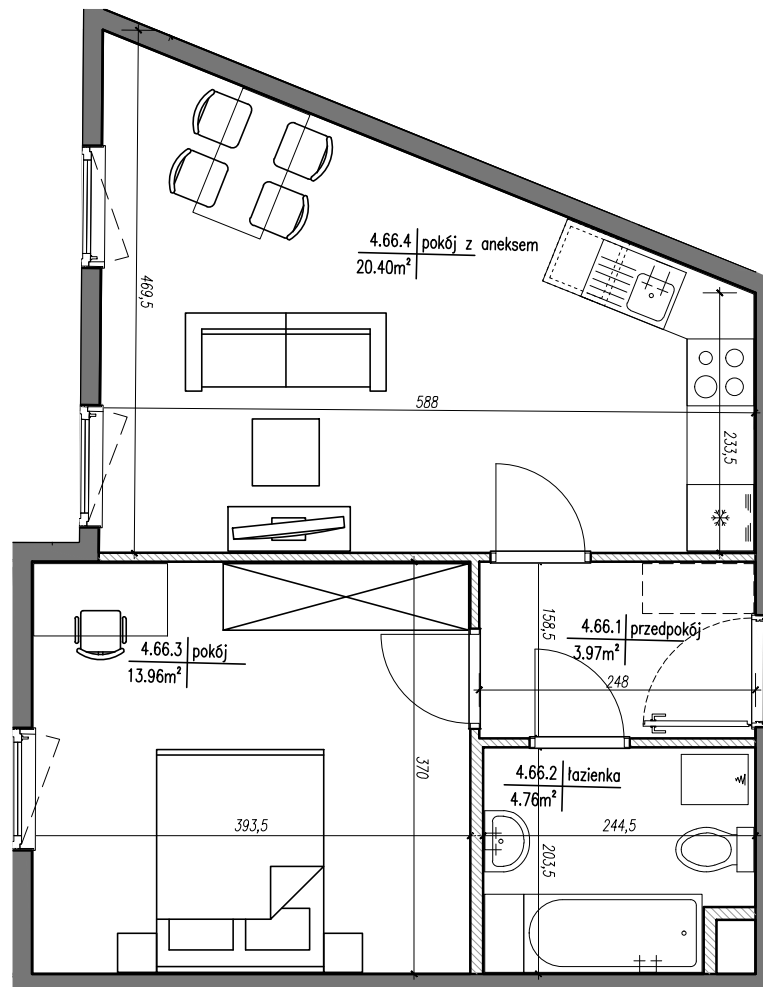 4.66.4 pokój z aneksem
20.40m²
469,5
588
233,5
4.66.3 pokój
13.96m²
158,5
4.66.1 przedpokój
3.97m²
248
370
4.66.2 łazienka
4.76m²
393,5
244,5
203,5